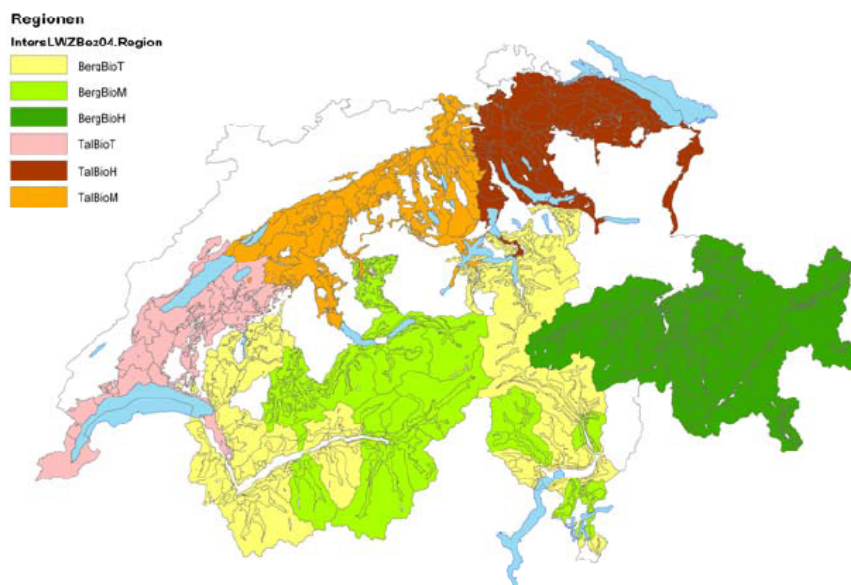 Regionen
IntersLWZBez04.Region
BergBioT
BergBioM
BergBioH
TalBioT
TalBioH
TalBioM